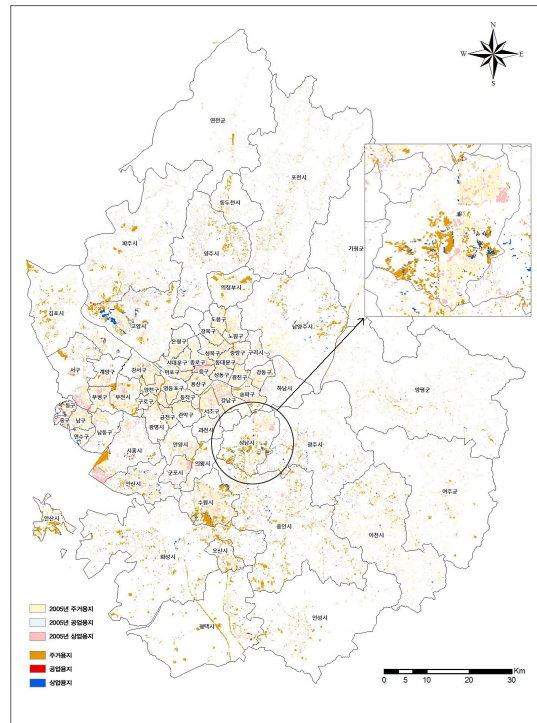 N
W
E
S
연천군
포천시
동두천시
파주시
양주시
가평군
의정부시
김포시
고양시
남양주시
도봉구
강북구
노원구
은평구
성북구
중랑구
구리시
서대문구
종로구
동대문구
서구
계양구
강서구
마포구
중구
성동구
광진구
강동구
하남시
양평군
부평구
부천시
양천구
영등포구
용산구
송파구
동구
구로구
동작구
강남구
중구
남구
금천구
관악구
서초구
연수구
남동구
광명시
과천시
시흥시
안양시
성남시
광주시
군포시
의왕시
안산시
여주군
안산시
수원시
용인시
이천시
화성시
오산시
평택시
안성시
2005년 주거용지
2005년 공업용지
2005년 상업용지
주거용지
공업용지
상업용지
Km
0
5
10
20
30